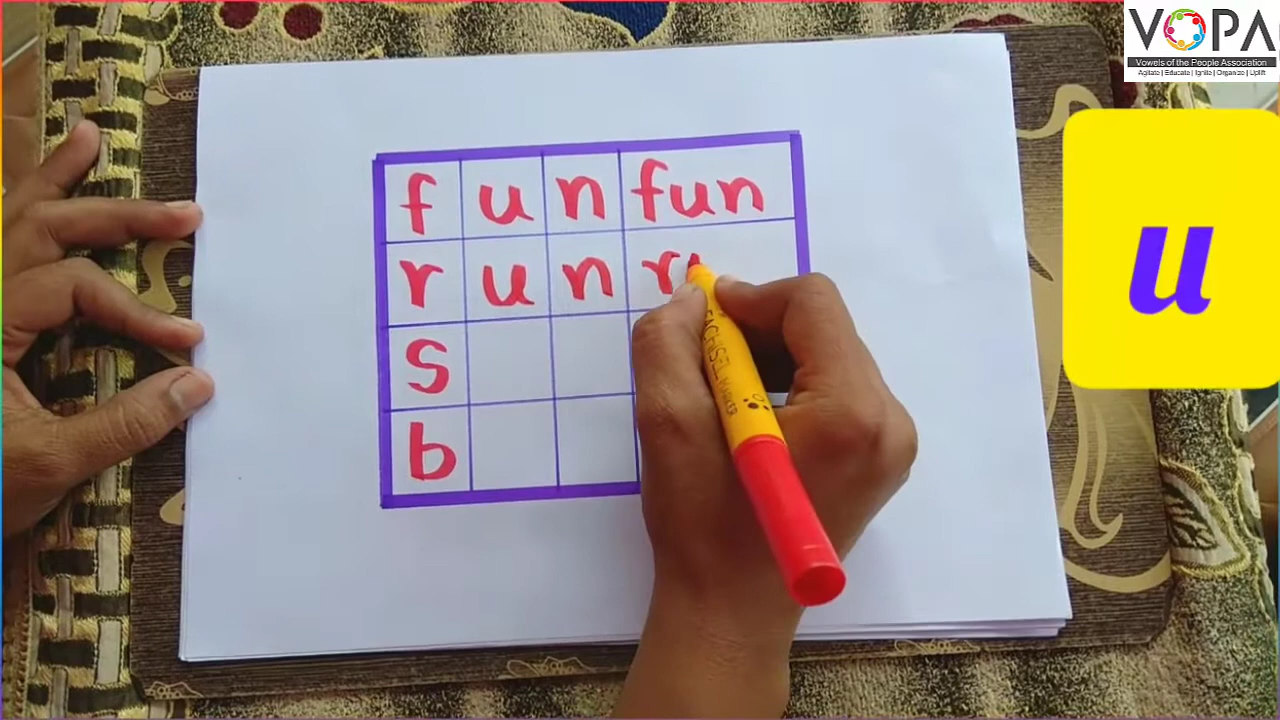 VOPA
Vowels of the People Association
Agitate | Educate | Ignite | Organize | Uplift
u
f u n fun
r u n r
s
b